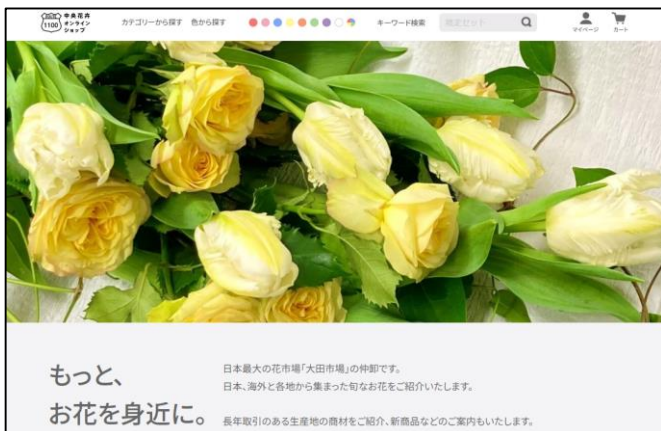 1100
中央花卉
オンライン
ショップ
カテゴリーから探す 色から探す キーワード検索 限定セット
マイページ カート
もっと、
お花を身近に。
日本最大の花市場「大田市場」の仲卸です。
日本、海外と各地から集まった旬なお花をご紹介いたします。
長年取引のある生産地の商材をご紹介、新商品などのご案内もいたします。